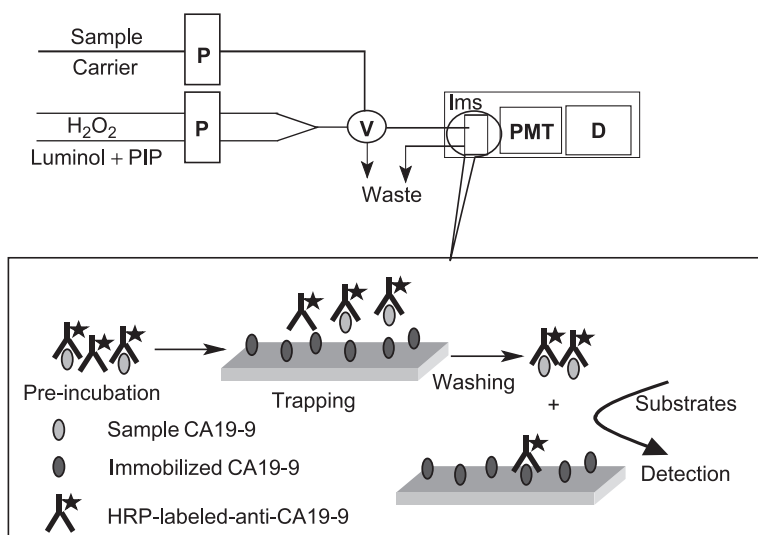 Sample
P
Carrier
Ims
H₂O₂
P
V
PMT
D
Luminol + PIP
Waste
Pre-incubation
Trapping
Washing
+
Substrates
Sample CA19-9
Immobilized CA19-9
Detection
HRP-labeled-anti-CA19-9